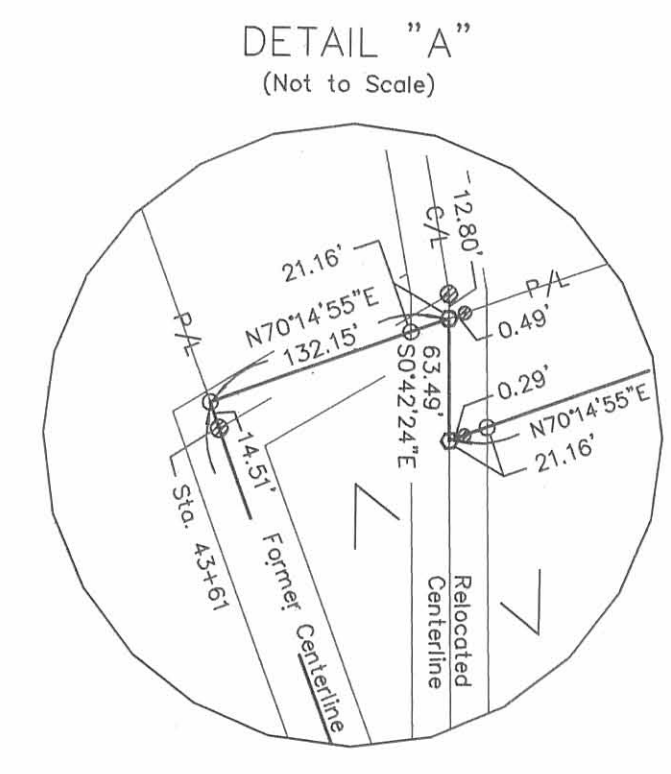 DETAIL "A"
(Not to Scale)
12.80'
C/L
21.16'
P/L
N70°14'55"E
132.15'
P/L
0.49'
63.49'
S0°42'24"E
0.29'
N70°14'55"E
21.16'
14.51'
Sta. 43+61
Former Centerline
Relocated
Centerline